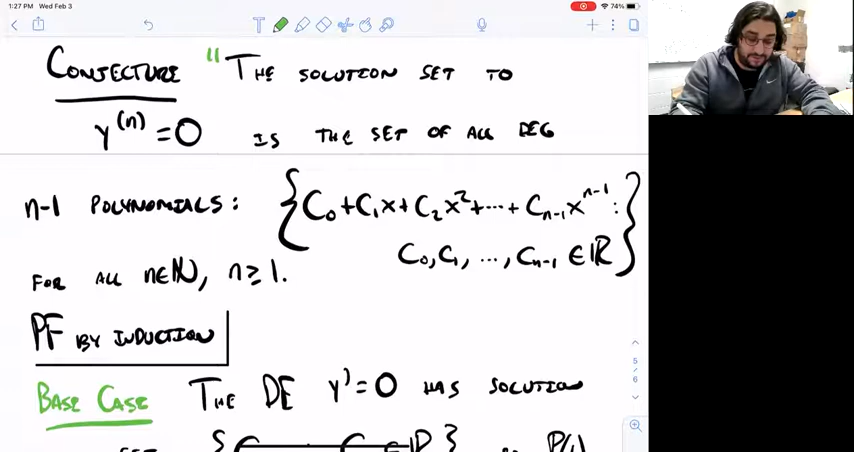 1:27 PM Wed Feb 3
74%
CONJECTURE "THE SOLUTION SET TO
y⁽ⁿ⁾=0 IS THE SET OF ALL DEG
n-1 POLYNOMIALS: {C₀+C₁x+C₂x²+⋯+Cₙ₋₁xⁿ⁻¹ :
C₀,C₁,…,Cₙ₋₁∈ℝ}
FOR ALL n∈ℕ, n≥1.
PF BY INDUCTION
BASE CASE THE DE y'=0 HAS SOLUTION
5
/
6